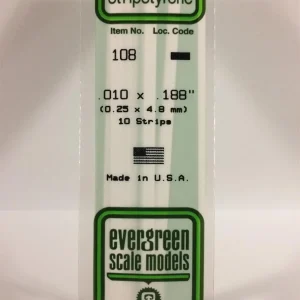 Item No. Loc. Code
108
.010 x .188"
(0.25 x 4.8 mm)
10 Strips
Made in U.S.A.
evergreen
scale models